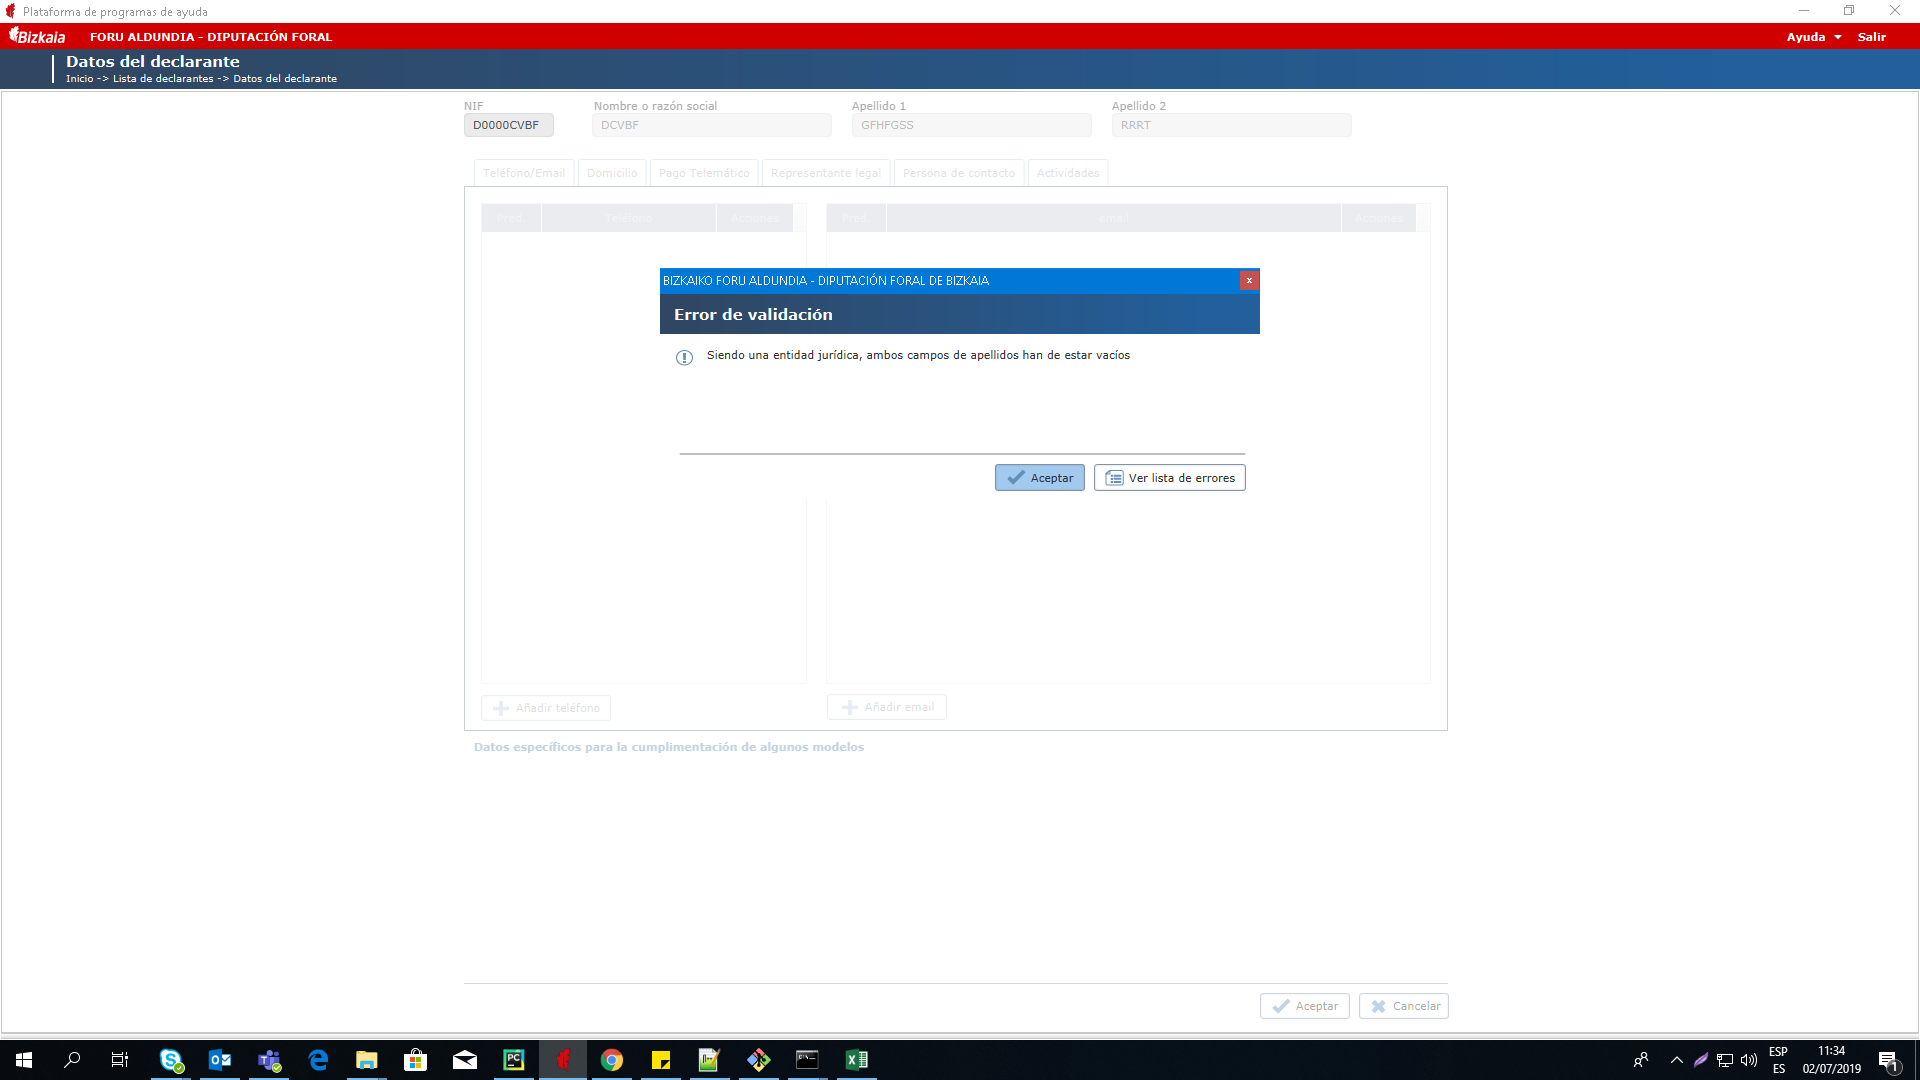 Plataforma de programas de ayuda
Bizkaia
FORU ALDUNDIA - DIPUTACIÓN FORAL
Ayuda
Salir
Datos del declarante
Inicio -> Lista de declarantes -> Datos del declarante
NIF
Nombre o razón social
Apellido 1
Apellido 2
D0000CVBF
DCVBF
GFHFGSS
RRRT
Teléfono/Email
Domicilio
Pago Telemático
Representante legal
Persona de contacto
Actividades
Pred.
Teléfono
Acciones
Pred.
email
Acciones
BIZKAIKO FORU ALDUNDIA - DIPUTACIÓN FORAL DE BIZKAIA
x
Error de validación
Siendo una entidad jurídica, ambos campos de apellidos han de estar vacíos
Aceptar
Ver lista de errores
Añadir teléfono
Añadir email
Datos específicos para la cumplimentación de algunos modelos
Aceptar
Cancelar
ESP
ES
11:34
02/07/2019
1